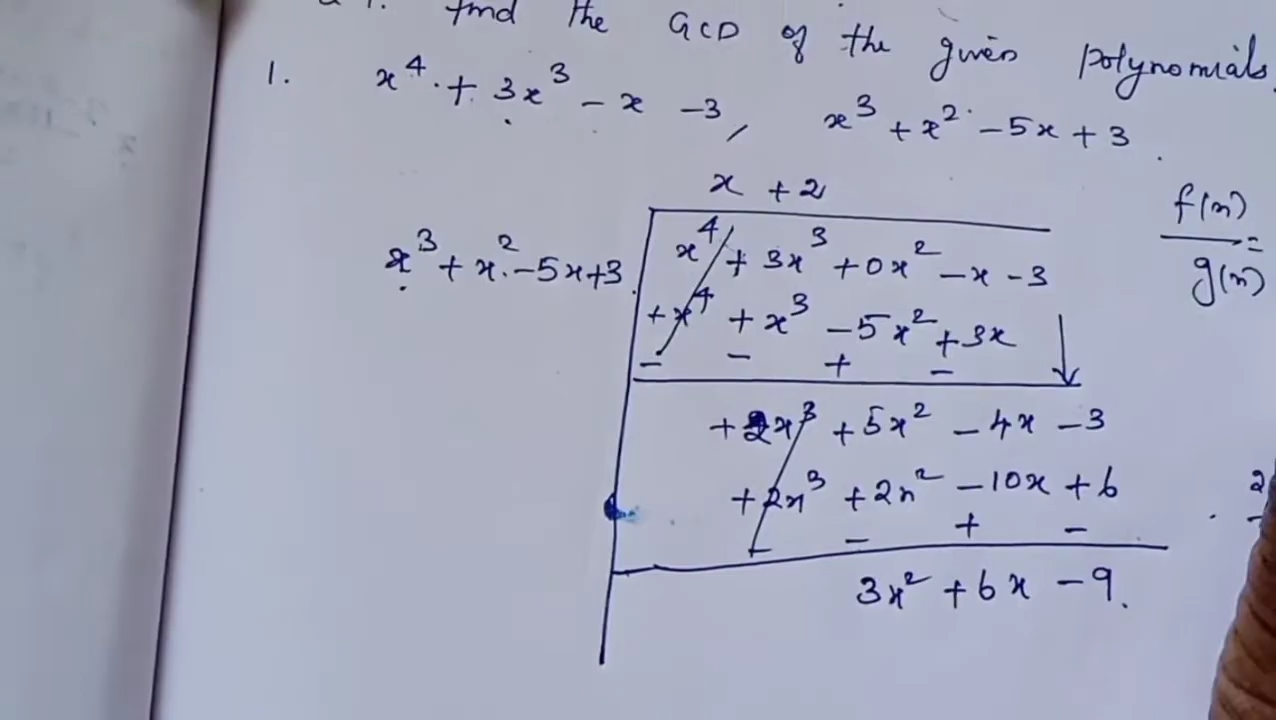 find the GCD of the given polynomials.
1. x⁴ + 3x³ - x - 3, x³ + x² - 5x + 3.
x + 2
f(x)
x³ + x² - 5x + 3 x⁴ + 3x³ + 0x² - x - 3
=
g(x)
+x⁴ + x³ - 5x² + 3x
- - + -
+2x³ + 5x² - 4x - 3
+2x³ + 2x² - 10x + 6
- - + -
3x² + 6x - 9.